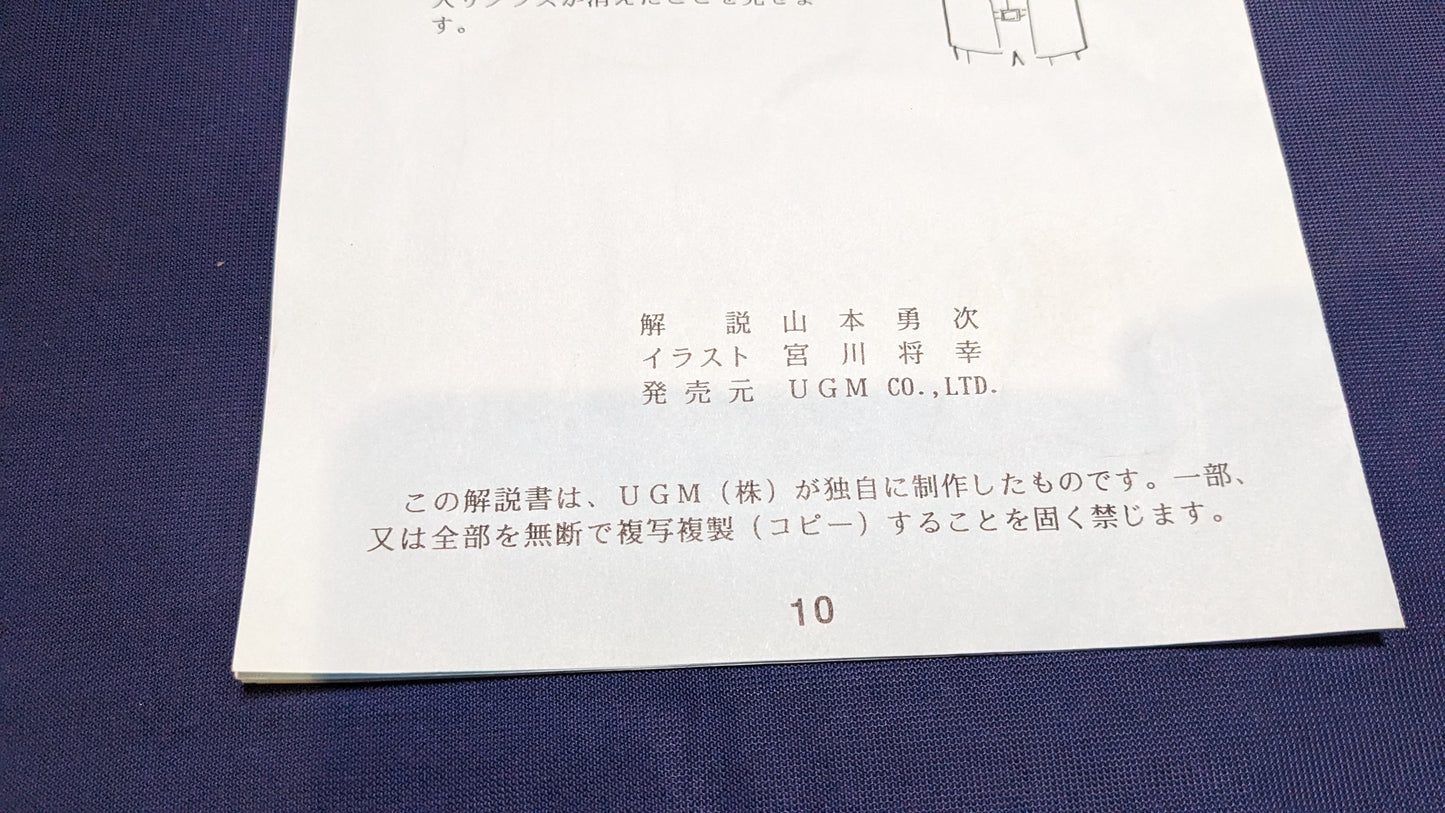 す。
解　説 山 本 勇 次
イラスト 宮 川 将 幸
発 売 元 ＵＧＭ CO.,LTD.
この解説書は、ＵＧＭ（株）が独自に制作したものです。一部、
又は全部を無断で複写複製（コピー）することを固く禁じます。
10